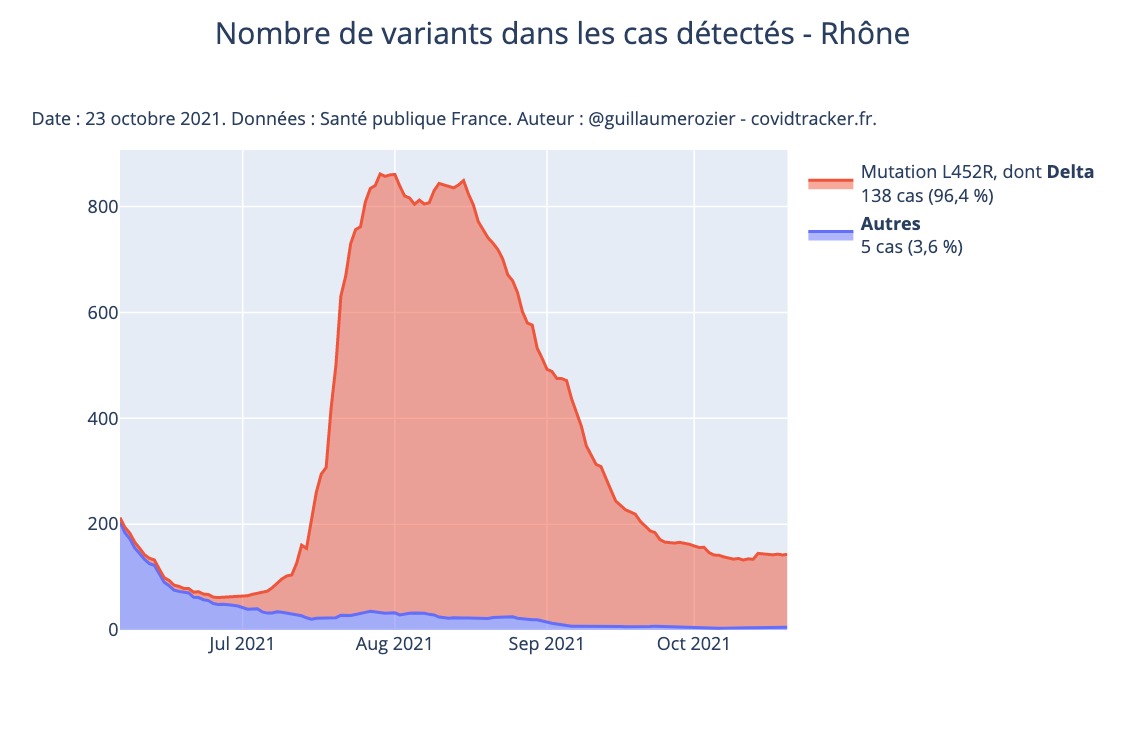 Nombre de variants dans les cas détectés - Rhône
Date : 23 octobre 2021. Données : Santé publique France. Auteur : @guillaumerozier - covidtracker.fr.
Mutation L452R, dont Delta
138 cas (96,4 %)
Autres
5 cas (3,6 %)
800
600
400
200
0
Jul 2021 Aug 2021 Sep 2021 Oct 2021